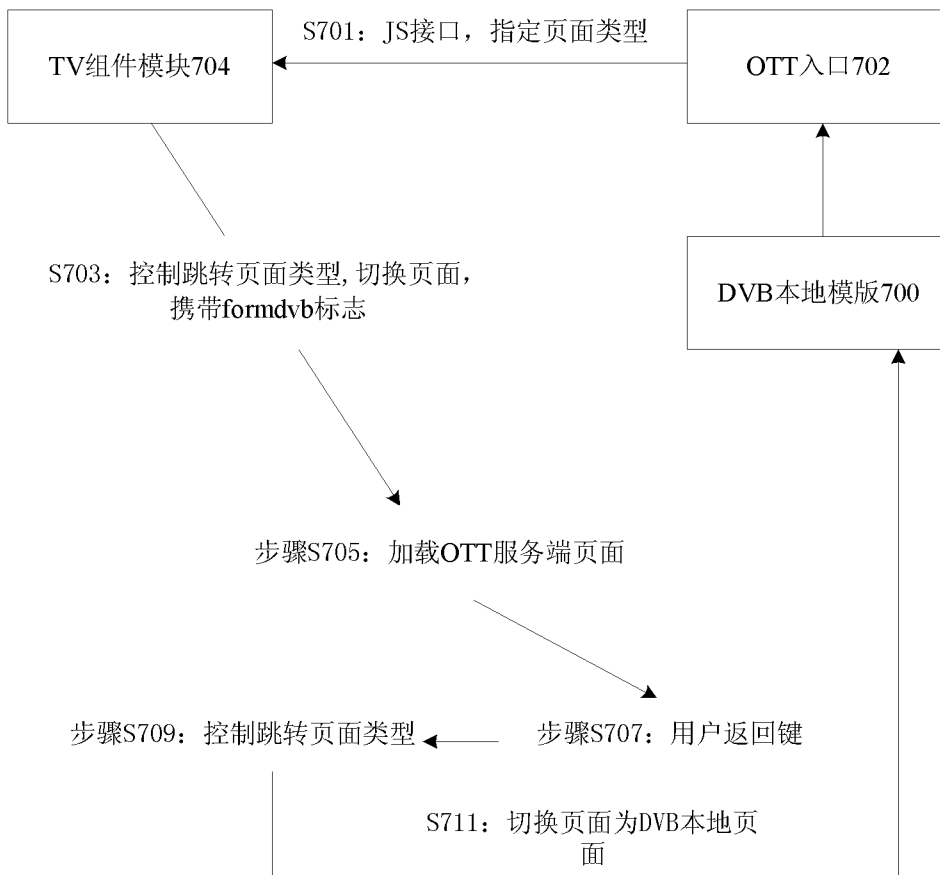 S701：JS接口，指定页面类型
TV组件模块704
OTT入口702
S703：控制跳转页面类型,切换页面，
携带formdvb标志
DVB本地模版700
步骤S705：加载OTT服务端页面
步骤S709：控制跳转页面类型
步骤S707：用户返回键
S711：切换页面为DVB本地页
面